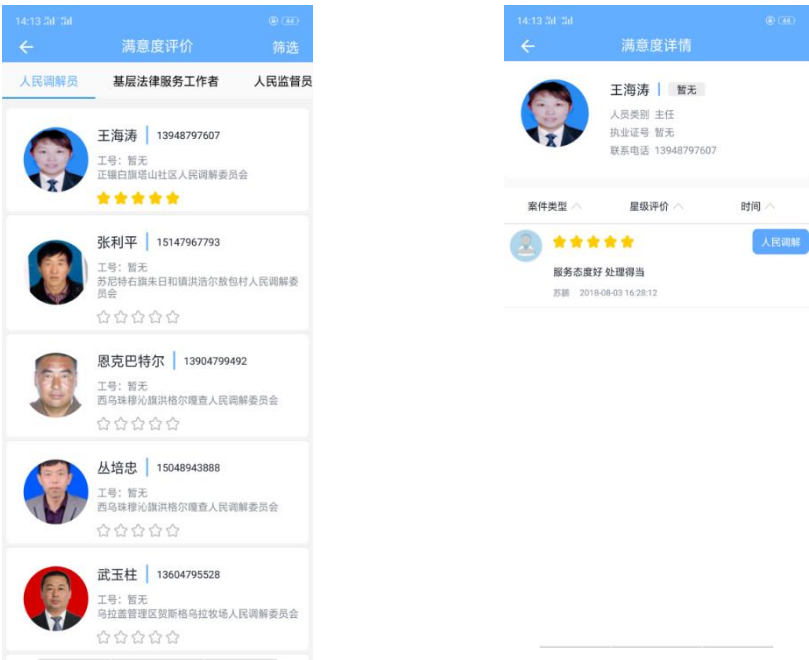 14:13
满意度评价
筛选
人民调解员 基层法律服务工作者 人民监督员
王海涛 13948797607
工号：暂无
正镶白旗塔山社区人民调解委员会
张利平 15147967793
工号：暂无
苏尼特右旗朱日和镇洪浩尔敖包村人民调解委
员会
恩克巴特尔 13904799492
工号：暂无
西乌珠穆沁旗洪格尔嘎查人民调解委员会
丛培忠 15048943888
工号：暂无
西乌珠穆沁旗洪格尔嘎查人民调解委员会
武玉柱 13604795528
工号：暂无
乌拉盖管理区贺斯格乌拉牧场人民调解委员会
14:13
满意度详情
王海涛 暂无
人员类别 主任
执业证号 暂无
联系电话 13948797607
案件类型 星级评价 时间
人民调解
服务态度好 处理得当
苏鹏 2018-08-03 16:28:12